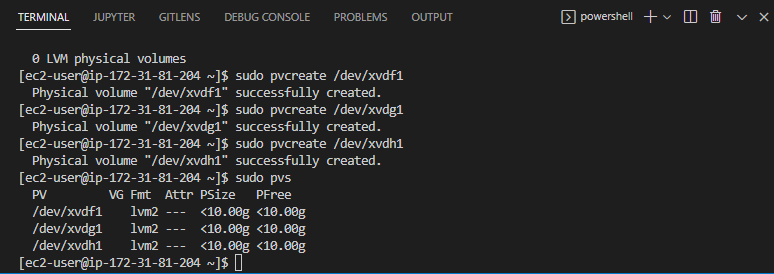 TERMINAL JUPYTER GITLENS DEBUG CONSOLE PROBLEMS OUTPUT powershell
0 LVM physical volumes
[ec2-user@ip-172-31-81-204 ~]$ sudo pvcreate /dev/xvdf1
Physical volume "/dev/xvdf1" successfully created.
[ec2-user@ip-172-31-81-204 ~]$ sudo pvcreate /dev/xvdg1
Physical volume "/dev/xvdg1" successfully created.
[ec2-user@ip-172-31-81-204 ~]$ sudo pvcreate /dev/xvdh1
Physical volume "/dev/xvdh1" successfully created.
[ec2-user@ip-172-31-81-204 ~]$ sudo pvs
PV VG Fmt Attr PSize PFree
/dev/xvdf1 lvm2 --- <10.00g <10.00g
/dev/xvdg1 lvm2 --- <10.00g <10.00g
/dev/xvdh1 lvm2 --- <10.00g <10.00g
[ec2-user@ip-172-31-81-204 ~]$